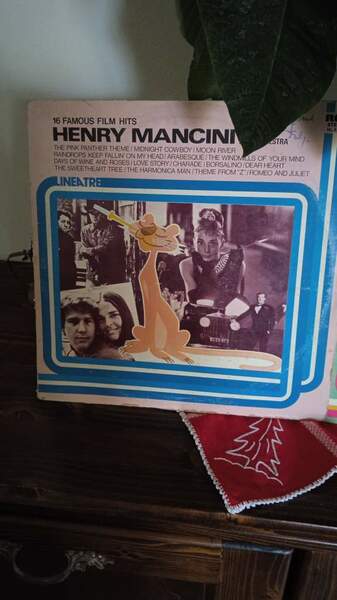 16 FAMOUS FILM HITS
HENRY MANCINI
THE PINK PANTHER THEME / MIDNIGHT COWBOY / MOON RIVER
RAINDROPS KEEP FALLIN' ON MY HEAD / ARABESQUE / THE WINDMILLS OF YOUR MIND
DAYS OF WINE AND ROSES / LOVE STORY / CHARADE / BORSALINO / DEAR HEART
THE SWEETHEART TREE / THE HARMONICA MAN / THEME FROM "Z" / ROMEO AND JULIET
LINEATRE